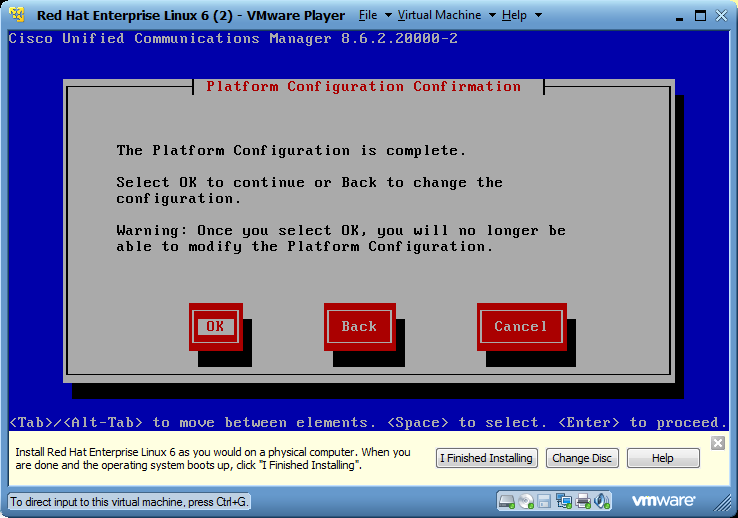 Red Hat Enterprise Linux 6 (2) - VMware Player File Virtual Machine Help
Cisco Unified Communications Manager 8.6.2.20000-2
Platform Configuration Confirmation
The Platform Configuration is complete.
Select OK to continue or Back to change the
configuration.
Warning: Once you select OK, you will no longer be
able to modify the Platform Configuration.
OK Back Cancel
<Tab>/<Alt-Tab> to move between elements. <Space> to select. <Enter> to proceed.
Install Red Hat Enterprise Linux 6 as you would on a physical computer. When you
are done and the operating system boots up, click "I Finished Installing".
I Finished Installing Change Disc Help
To direct input to this virtual machine, press Ctrl+G.
vmware